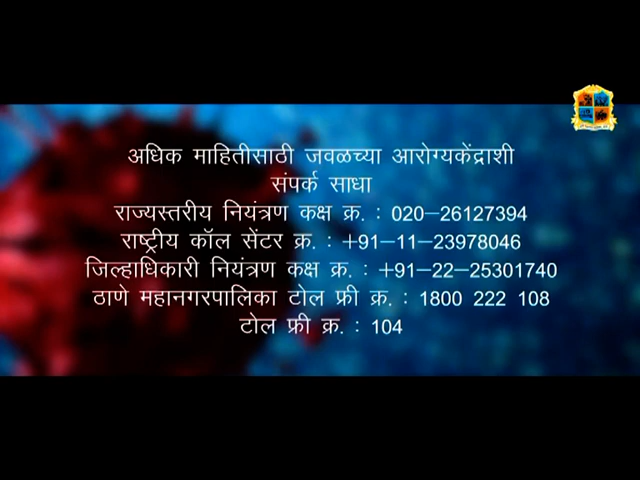 अधिक माहितीसाठी जवळच्या आरोग्यकेंद्राशी
संपर्क साधा
राज्यस्तरीय नियंत्रण कक्ष क्र. : 020-26127394
राष्ट्रीय कॉल सेंटर क्र. : +91-11-23978046
जिल्हाधिकारी नियंत्रण कक्ष क्र. : +91-22-25301740
ठाणे महानगरपालिका टोल फ्री क्र. : 1800 222 108
टोल फ्री क्र. : 104